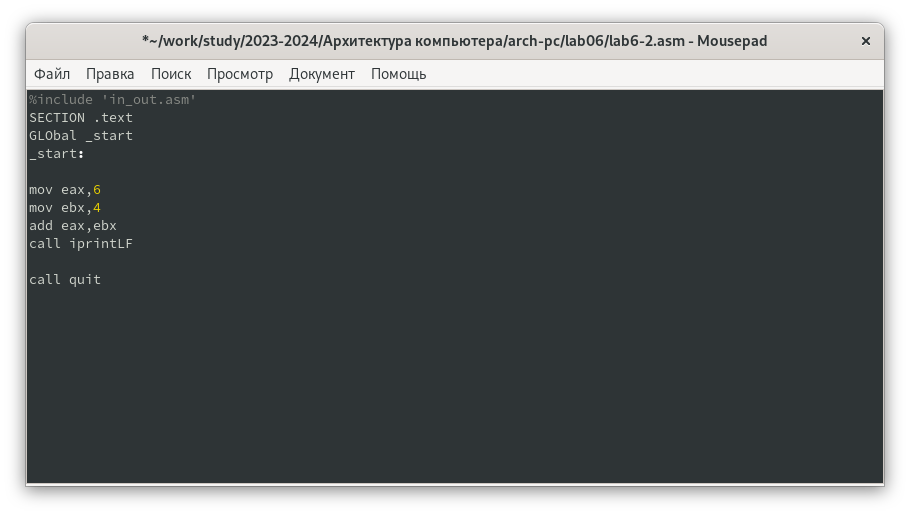 *~/work/study/2023-2024/Архитектура компьютера/arch-pc/lab06/lab6-2.asm - Mousepad
Файл Правка Поиск Просмотр Документ Помощь
%include 'in_out.asm'
SECTION .text
GLObal _start
_start:
mov eax,6
mov ebx,4
add eax,ebx
call iprintLF
call quit